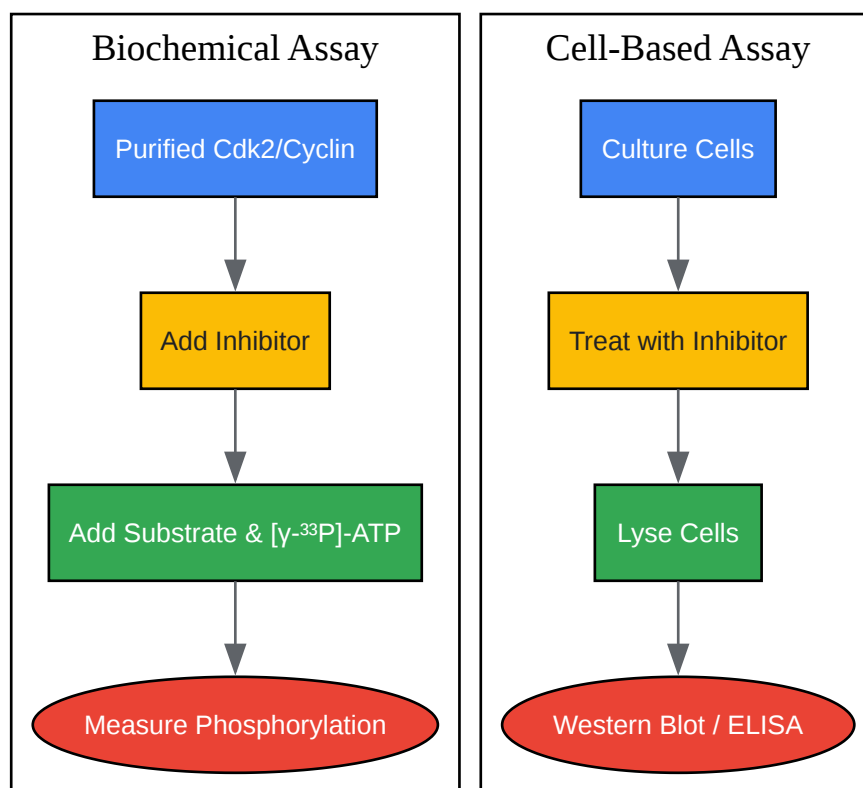 Biochemical Assay
Purified Cdk2/Cyclin
Add Inhibitor
Add Substrate & [γ-³³P]-ATP
Measure Phosphorylation
Cell-Based Assay
Culture Cells
Treat with Inhibitor
Lyse Cells
Western Blot / ELISA